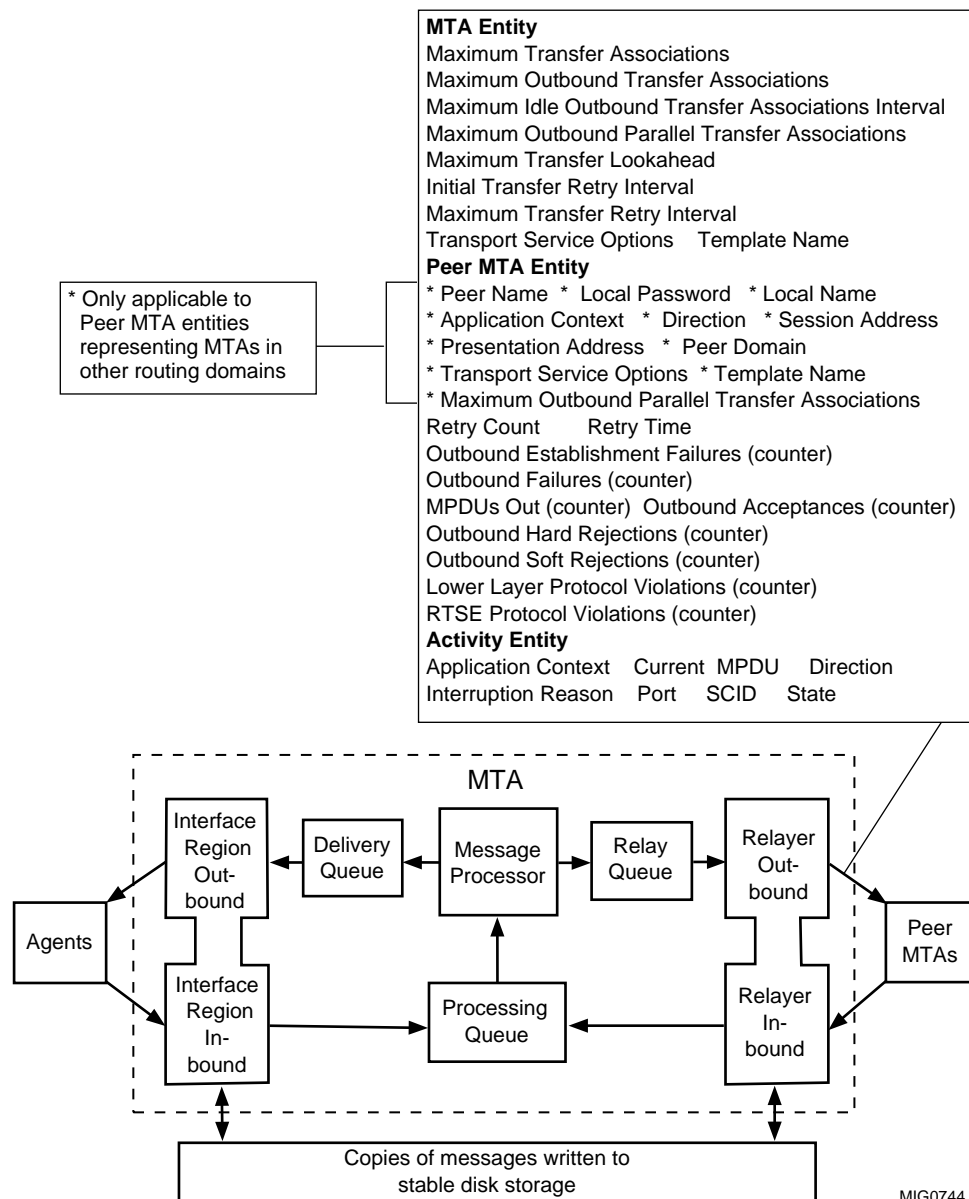 MTA Entity
Maximum Transfer Associations
Maximum Outbound Transfer Associations
Maximum Idle Outbound Transfer Associations Interval
Maximum Outbound Parallel Transfer Associations
Maximum Transfer Lookahead
Initial Transfer Retry Interval
Maximum Transfer Retry Interval
Transport Service Options Template Name
Peer MTA Entity
* Peer Name * Local Password * Local Name
* Application Context * Direction * Session Address
* Presentation Address * Peer Domain
* Transport Service Options * Template Name
* Maximum Outbound Parallel Transfer Associations
Retry Count Retry Time
Outbound Establishment Failures (counter)
Outbound Failures (counter)
MPDUs Out (counter) Outbound Acceptances (counter)
Outbound Hard Rejections (counter)
Outbound Soft Rejections (counter)
Lower Layer Protocol Violations (counter)
RTSE Protocol Violations (counter)
Activity Entity
Application Context Current MPDU Direction
Interruption Reason Port SCID State
* Only applicable to
Peer MTA entities
representing MTAs in
other routing domains
MTA
Interface
Region
Out-
bound
Delivery
Queue
Message
Processor
Relay
Queue
Relayer
Out-
bound
Agents
Peer
MTAs
Interface
Region
In-
bound
Processing
Queue
Relayer
In-
bound
Copies of messages written to
stable disk storage
MIG0744